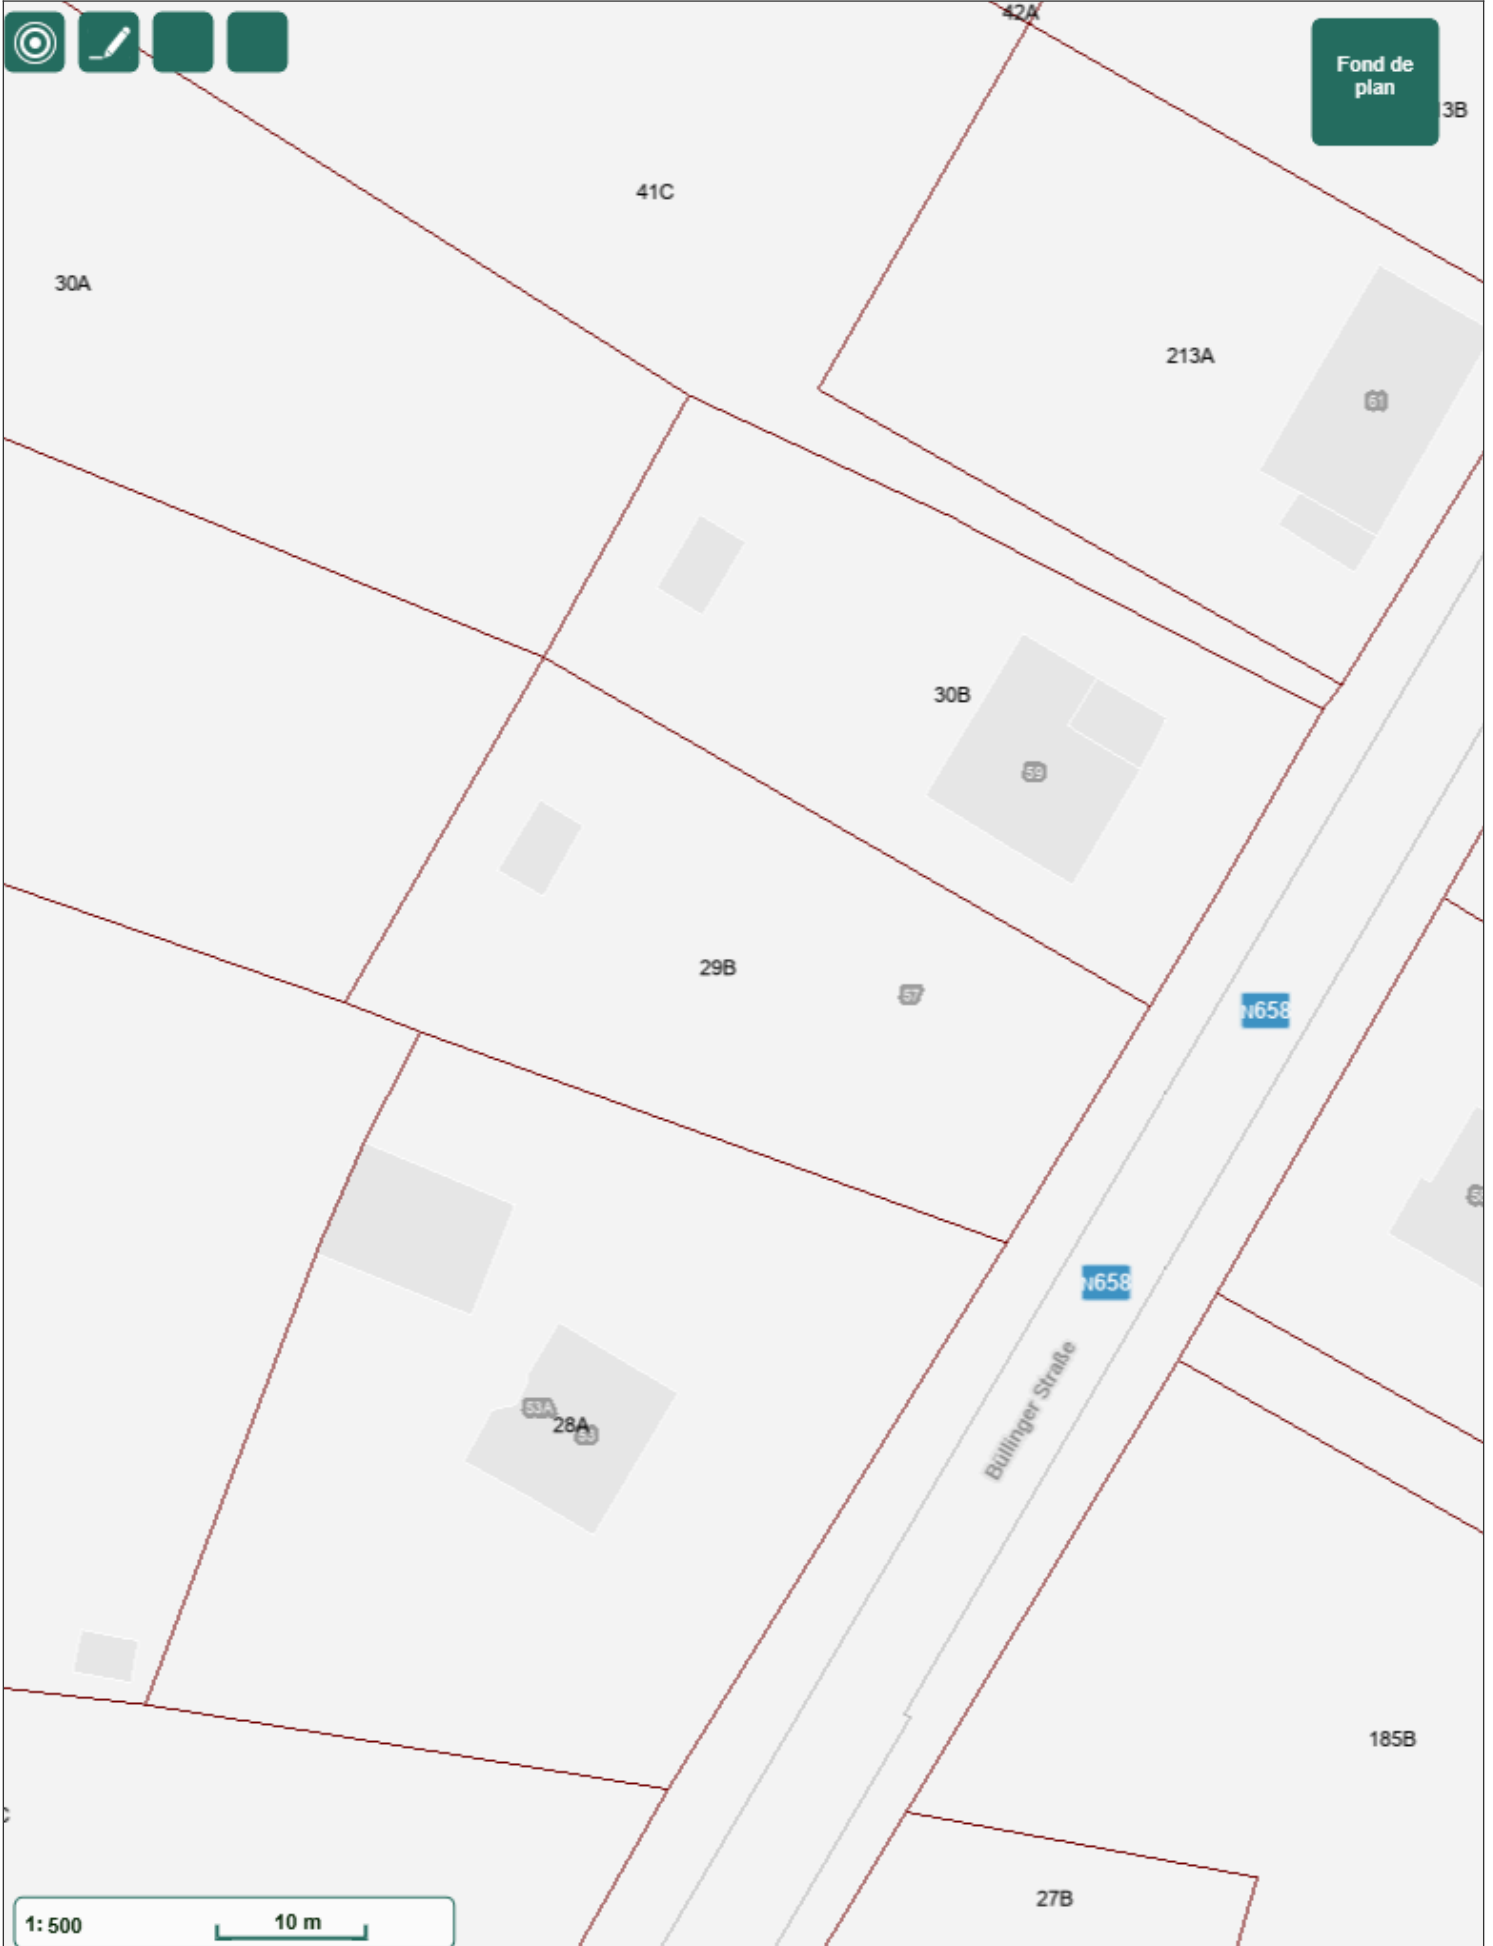 42A
Fond de
plan
3B
41C
30A
213A
61
30B
59
29B
57
N658
N658
Büllinger Straße
53A
28A
53
185B
27B
1: 500
10 m